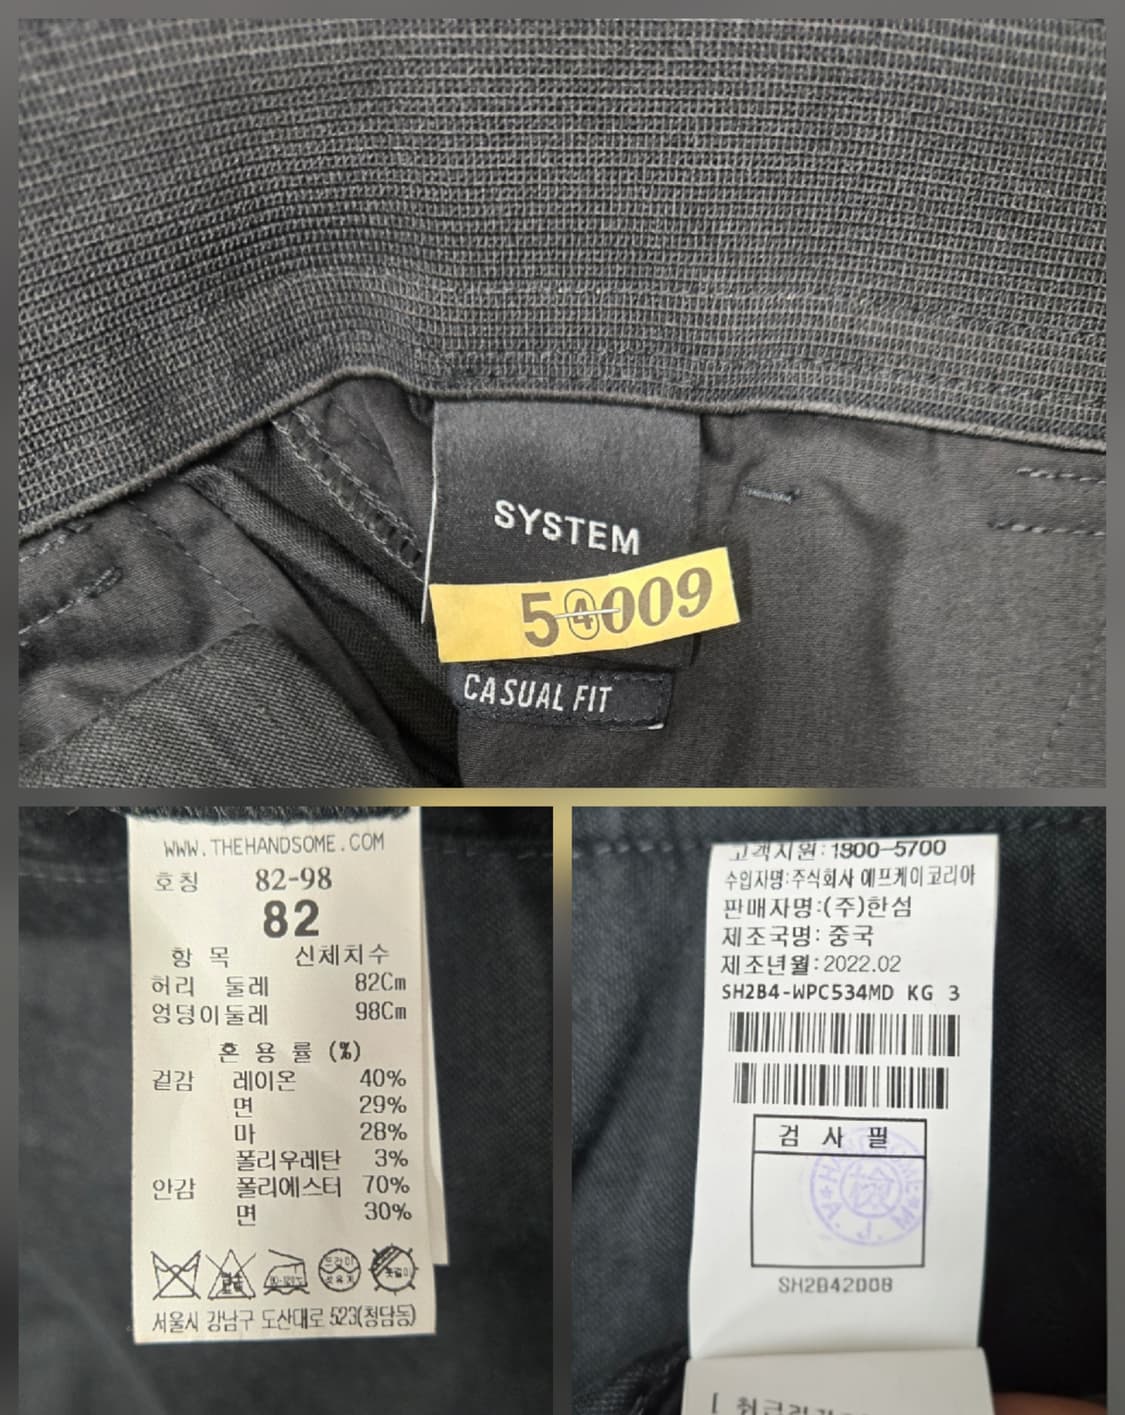 SYSTEM
5④009
CASUAL FIT
WWW.THEHANDSOME.COM
호칭 82-98
82
항 목 신체치수
허리 둘레 82Cm
엉덩이둘레 98Cm
혼 용 률 (%)
겉감 레이온 40%
면 29%
마 28%
폴리우레탄 3%
안감 폴리에스터 70%
면 30%
서울시 강남구 도산대로 523(청담동)
고객지원:1800-5700
수입자명:주식회사 에프케이코리아
판매자명:(주)한섬
제조국명: 중국
제조년월:2022.02
SH2B4-WPC534MD KG 3
검 사 필
SH2B42008